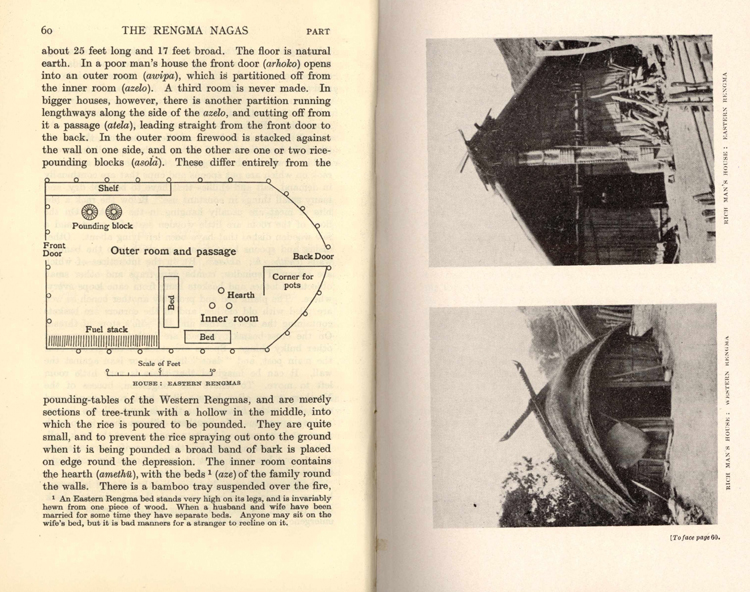 60 THE RENGMA NAGAS PART
about 25 feet long and 17 feet broad. The floor is natural
earth. In a poor man's house the front door (arhoko) opens
into an outer room (awipa), which is partitioned off from
the inner room (azelo). A third room is never made. In
bigger houses, however, there is another partition running
lengthways along the side of the azelo, and cutting off from
it a passage (atela), leading straight from the front door to
the back. In the outer room firewood is stacked against
the wall on one side, and on the other are one or two rice-
pounding blocks (asolâ). These differ entirely from the
Shelf
Pounding block
Front
Door
Outer room and passage
Back Door
Corner for
pots
Bed
Hearth
Inner room
Bed
Fuel stack
Scale of Feet
0 5 10
HOUSE: EASTERN RENGMAS
pounding-tables of the Western Rengmas, and are merely
sections of tree-trunk with a hollow in the middle, into
which the rice is poured to be pounded. They are quite
small, and to prevent the rice spraying out onto the ground
when it is being pounded a broad band of bark is placed
on edge round the depression. The inner room contains
the hearth (amethü), with the beds ¹ (aze) of the family round
the walls. There is a bamboo tray suspended over the fire,
¹ An Eastern Rengma bed stands very high on its legs, and is invariably
hewn from one piece of wood. When a husband and wife have been
married for some time they have separate beds. Anyone may sit on the
wife's bed, but it is bad manners for a stranger to recline on it.
RICH MAN'S HOUSE: EASTERN RENGMA
RICH MAN'S HOUSE: WESTERN RENGMA
[To face page 60.